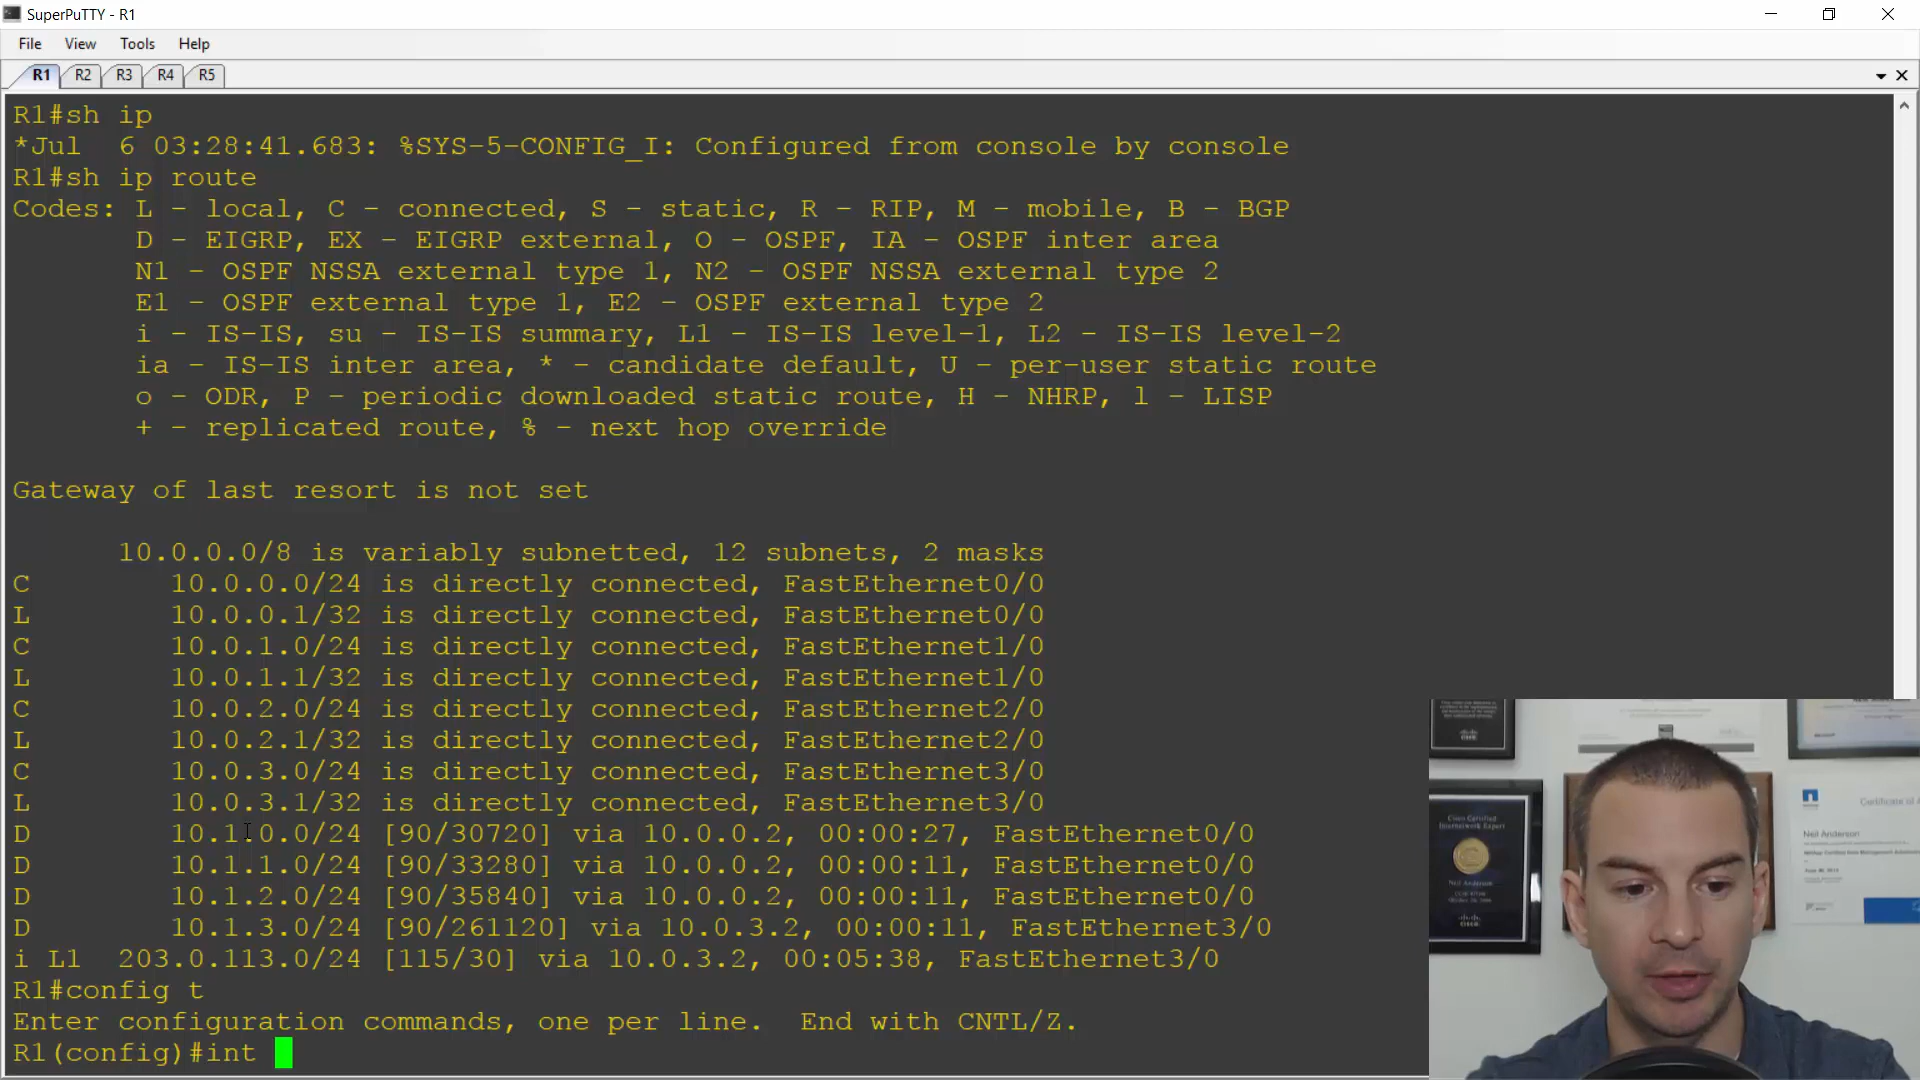 SuperPuTTY - R1
File View Tools Help
R1 R2 R3 R4 R5
R1#sh ip
*Jul  6 03:28:41.683: %SYS-5-CONFIG_I: Configured from console by console
R1#sh ip route
Codes: L - local, C - connected, S - static, R - RIP, M - mobile, B - BGP
D - EIGRP, EX - EIGRP external, O - OSPF, IA - OSPF inter area
N1 - OSPF NSSA external type 1, N2 - OSPF NSSA external type 2
E1 - OSPF external type 1, E2 - OSPF external type 2
i - IS-IS, su - IS-IS summary, L1 - IS-IS level-1, L2 - IS-IS level-2
ia - IS-IS inter area, * - candidate default, U - per-user static route
o - ODR, P - periodic downloaded static route, H - NHRP, l - LISP
+ - replicated route, % - next hop override
Gateway of last resort is not set
10.0.0.0/8 is variably subnetted, 12 subnets, 2 masks
C 10.0.0.0/24 is directly connected, FastEthernet0/0
L 10.0.0.1/32 is directly connected, FastEthernet0/0
C 10.0.1.0/24 is directly connected, FastEthernet1/0
L 10.0.1.1/32 is directly connected, FastEthernet1/0
C 10.0.2.0/24 is directly connected, FastEthernet2/0
L 10.0.2.1/32 is directly connected, FastEthernet2/0
C 10.0.3.0/24 is directly connected, FastEthernet3/0
L 10.0.3.1/32 is directly connected, FastEthernet3/0
D 10.1.0.0/24 [90/30720] via 10.0.0.2, 00:00:27, FastEthernet0/0
D 10.1.1.0/24 [90/33280] via 10.0.0.2, 00:00:11, FastEthernet0/0
D 10.1.2.0/24 [90/35840] via 10.0.0.2, 00:00:11, FastEthernet0/0
D 10.1.3.0/24 [90/261120] via 10.0.3.2, 00:00:11, FastEthernet3/0
i L1 203.0.113.0/24 [115/30] via 10.0.3.2, 00:05:38, FastEthernet3/0
R1#config t
Enter configuration commands, one per line.  End with CNTL/Z.
R1(config)#int
Cisco Certified
Internetwork Expert
Neil Anderson
cisco
Certificate of
Neil Anderson